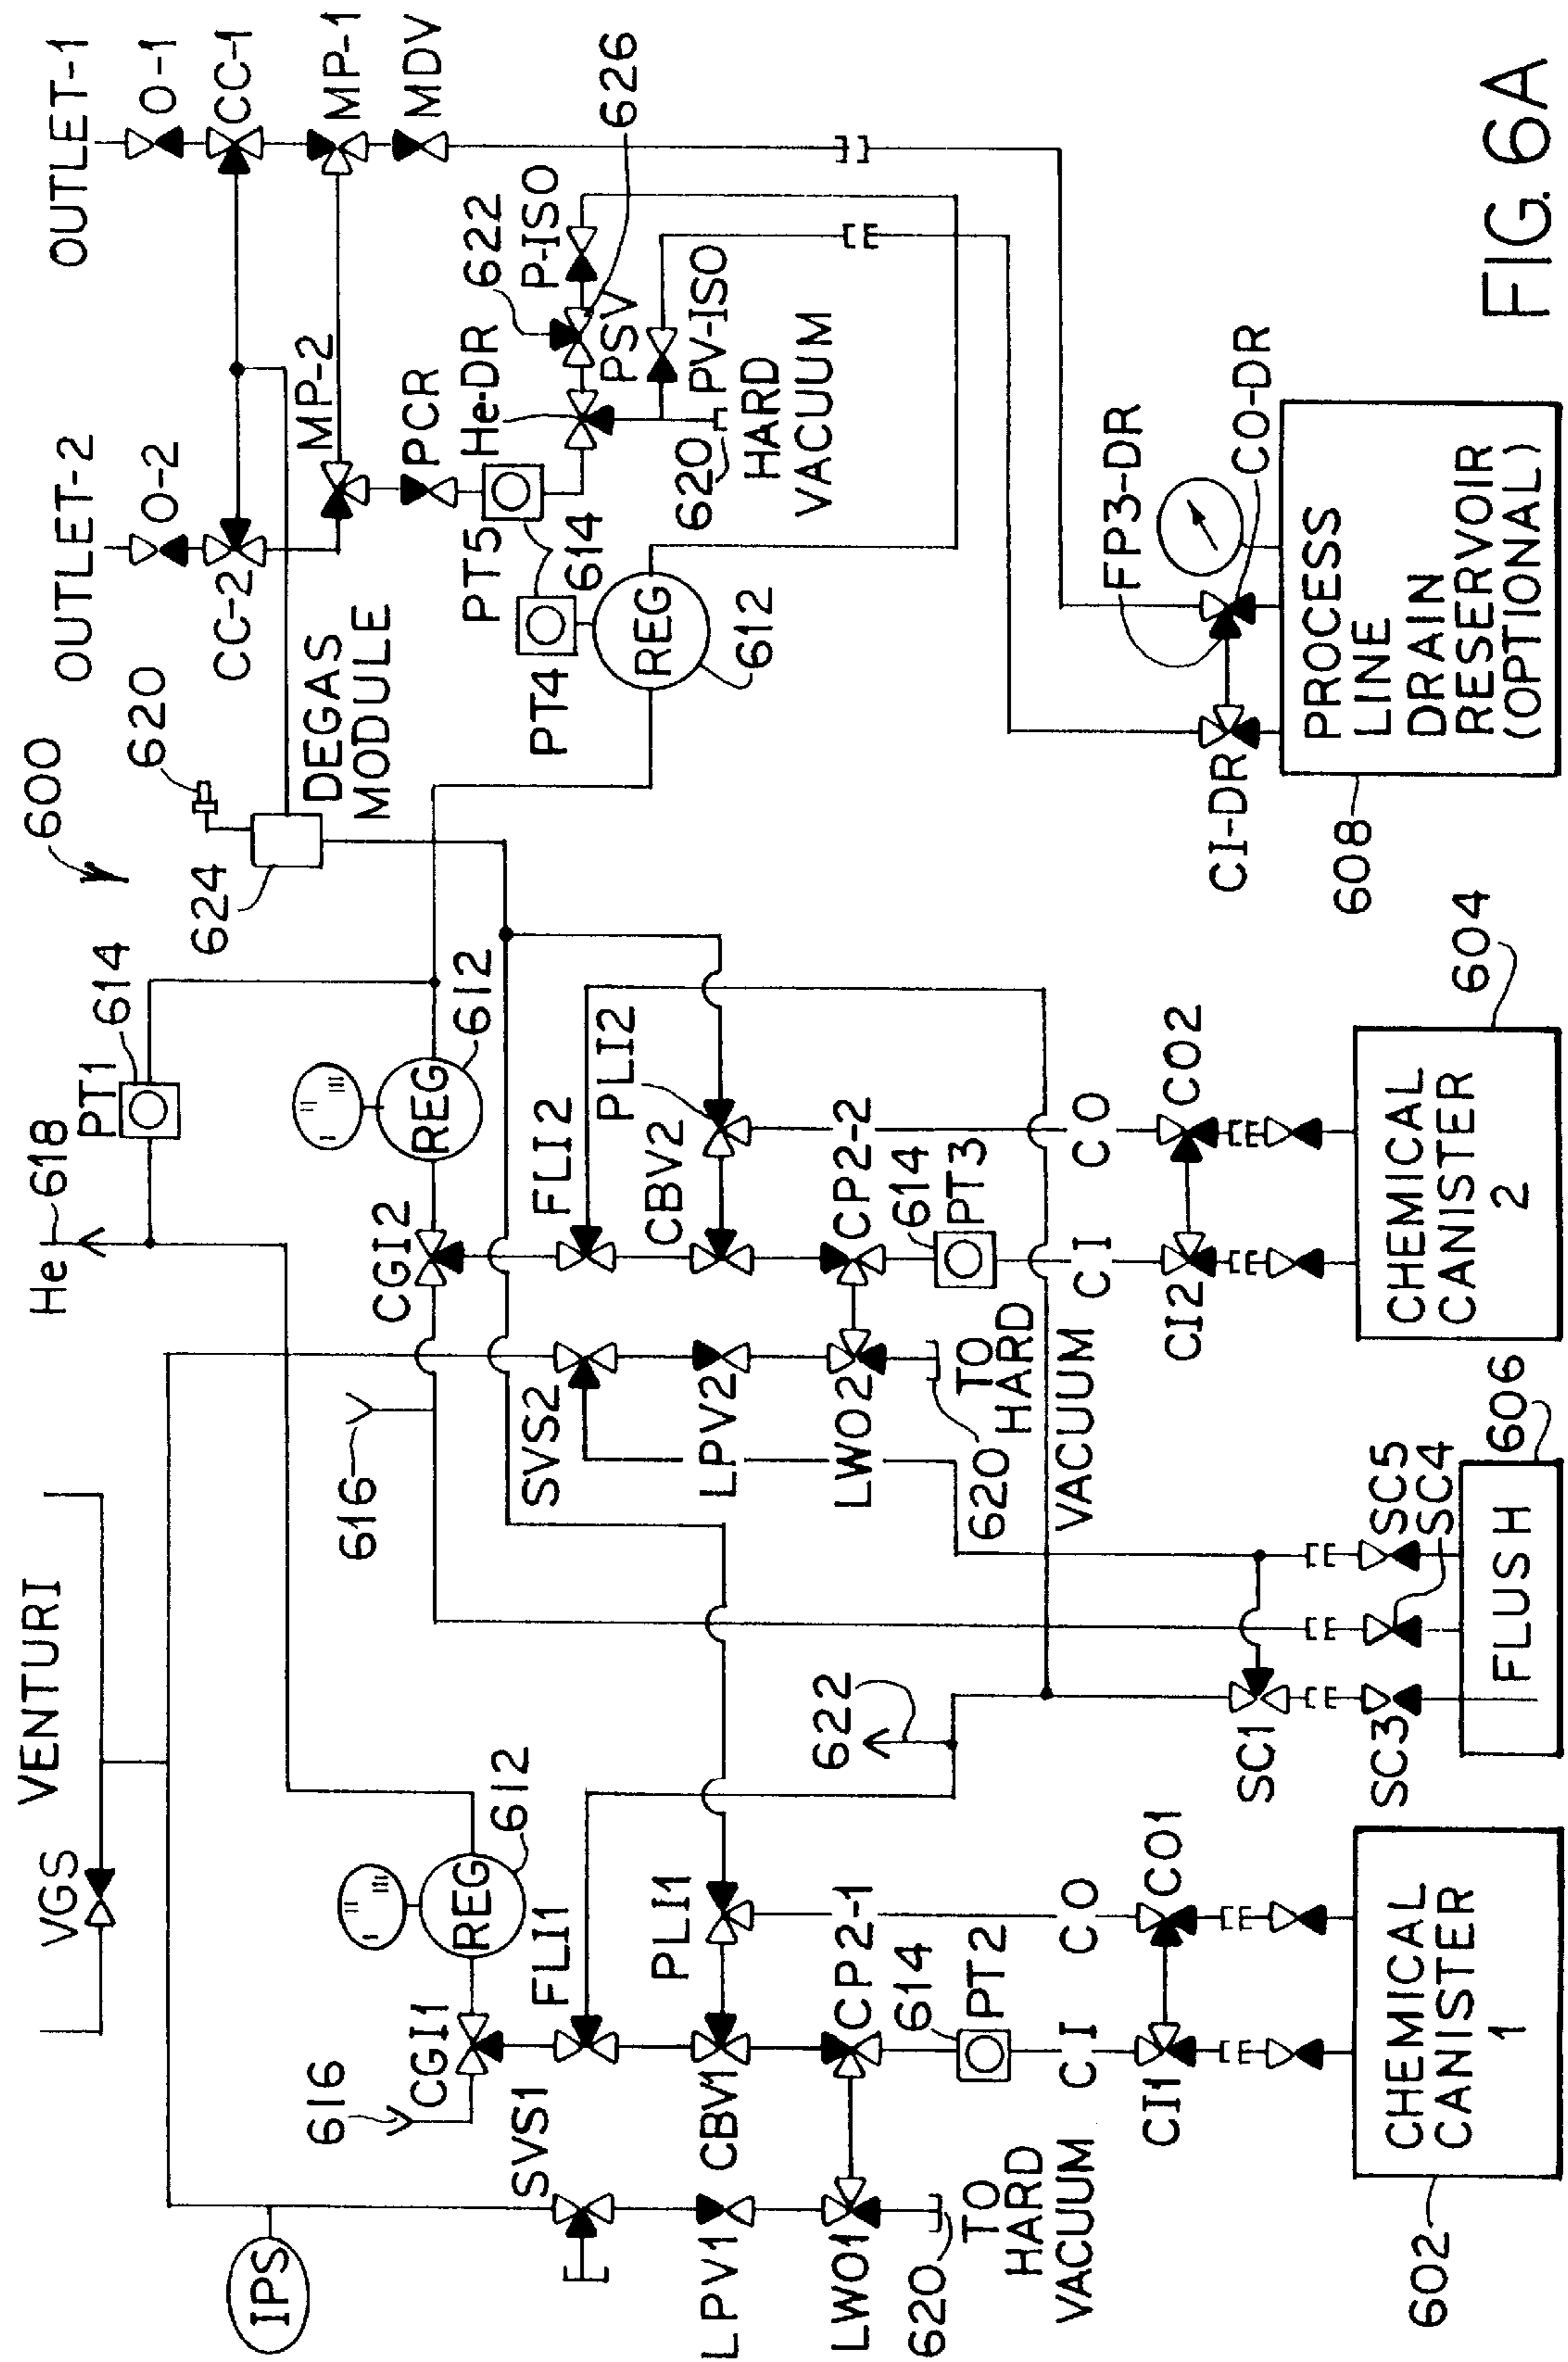 VGS
VENTURI
He
618
PT1
614
600
620
OUTLET-2
O-2
OUTLET-1
O-1
CC-1
CC-2
MP-1
MDV
MP-2
PCR
624
DEGAS
MODULE
IPS
616
CGI1
REG
612
SVS1
FLI1
616
CGI2
REG
612
SVS2
FLI2
PLI2
CBV2
PT5
PT4
614
REG
612
He-DR
622
P-ISO
626
PSV
PV-ISO
620
HARD
VACUUM
LPV1
CBV1
PLI1
LWO1
CP2-1
614
PT2
620
TO
HARD
VACUUM
CI
CO
CI1
CO1
622
LPV2
LWO2
CP2-2
614
PT3
620
TO
HARD
VACUUM
CI
CO
CI2
CO2
SC1
SC3
SC5
SC4
CI-DR
FP3-DR
CO-DR
602
CHEMICAL
CANISTER
1
FLUSH
606
CHEMICAL
CANISTER
2
604
608
PROCESS
LINE
DRAIN
RESERVOIR
(OPTIONAL)
FIG. 6A